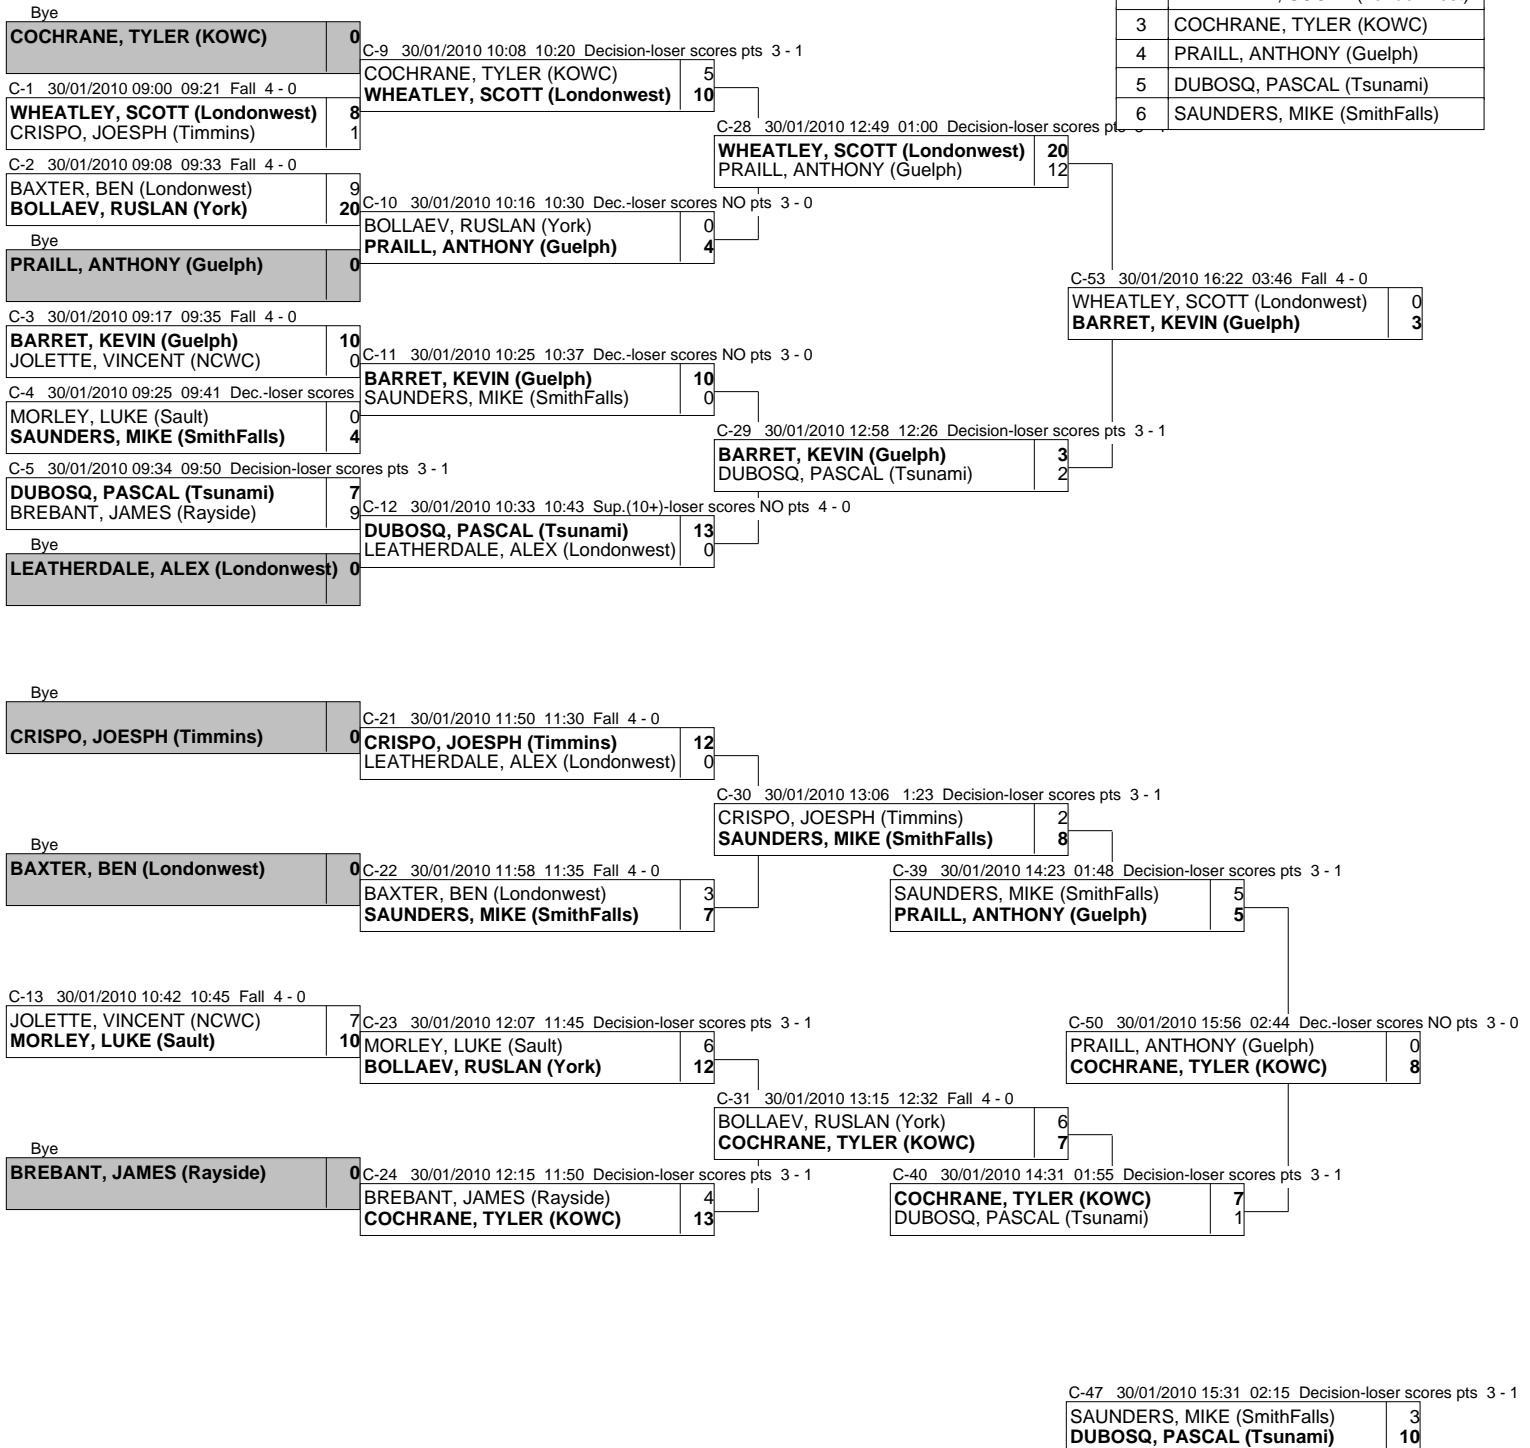 3 COCHRANE, TYLER (KOWC)
4 PRAILL, ANTHONY (Guelph)
5 DUBOSQ, PASCAL (Tsunami)
6 SAUNDERS, MIKE (SmithFalls)
Bye
COCHRANE, TYLER (KOWC) 0
C-1 30/01/2010 09:00 09:21 Fall 4 - 0
WHEATLEY, SCOTT (Londonwest) 8
CRISPO, JOESPH (Timmins) 1
C-2 30/01/2010 09:08 09:33 Fall 4 - 0
BAXTER, BEN (Londonwest) 9
BOLLAEV, RUSLAN (York) 20
Bye
PRAILL, ANTHONY (Guelph) 0
C-3 30/01/2010 09:17 09:35 Fall 4 - 0
BARRET, KEVIN (Guelph) 10
JOLETTE, VINCENT (NCWC) 0
C-4 30/01/2010 09:25 09:41 Dec.-loser scores
MORLEY, LUKE (Sault) 0
SAUNDERS, MIKE (SmithFalls) 4
C-5 30/01/2010 09:34 09:50 Decision-loser scores pts 3 - 1
DUBOSQ, PASCAL (Tsunami) 7
BREBANT, JAMES (Rayside) 9
Bye
LEATHERDALE, ALEX (Londonwest) 0
C-9 30/01/2010 10:08 10:20 Decision-loser scores pts 3 - 1
COCHRANE, TYLER (KOWC) 5
WHEATLEY, SCOTT (Londonwest) 10
C-10 30/01/2010 10:16 10:30 Dec.-loser scores NO pts 3 - 0
BOLLAEV, RUSLAN (York) 0
PRAILL, ANTHONY (Guelph) 4
C-11 30/01/2010 10:25 10:37 Dec.-loser scores NO pts 3 - 0
BARRET, KEVIN (Guelph) 10
SAUNDERS, MIKE (SmithFalls) 0
C-12 30/01/2010 10:33 10:43 Sup.(10+)-loser scores NO pts 4 - 0
DUBOSQ, PASCAL (Tsunami) 13
LEATHERDALE, ALEX (Londonwest) 0
C-28 30/01/2010 12:49 01:00 Decision-loser scores
WHEATLEY, SCOTT (Londonwest) 20
PRAILL, ANTHONY (Guelph) 12
C-29 30/01/2010 12:58 12:26 Decision-loser scores pts 3 - 1
BARRET, KEVIN (Guelph) 3
DUBOSQ, PASCAL (Tsunami) 2
C-53 30/01/2010 16:22 03:46 Fall 4 - 0
WHEATLEY, SCOTT (Londonwest) 0
BARRET, KEVIN (Guelph) 3
Bye
CRISPO, JOESPH (Timmins) 0
Bye
BAXTER, BEN (Londonwest) 0
C-13 30/01/2010 10:42 10:45 Fall 4 - 0
JOLETTE, VINCENT (NCWC) 7
MORLEY, LUKE (Sault) 10
Bye
BREBANT, JAMES (Rayside) 0
C-21 30/01/2010 11:50 11:30 Fall 4 - 0
CRISPO, JOESPH (Timmins) 12
LEATHERDALE, ALEX (Londonwest) 0
C-22 30/01/2010 11:58 11:35 Fall 4 - 0
BAXTER, BEN (Londonwest) 3
SAUNDERS, MIKE (SmithFalls) 7
C-23 30/01/2010 12:07 11:45 Decision-loser scores pts 3 - 1
MORLEY, LUKE (Sault) 6
BOLLAEV, RUSLAN (York) 12
C-24 30/01/2010 12:15 11:50 Decision-loser scores pts 3 - 1
BREBANT, JAMES (Rayside) 4
COCHRANE, TYLER (KOWC) 13
C-30 30/01/2010 13:06 1:23 Decision-loser scores pts 3 - 1
CRISPO, JOESPH (Timmins) 2
SAUNDERS, MIKE (SmithFalls) 8
C-31 30/01/2010 13:15 12:32 Fall 4 - 0
BOLLAEV, RUSLAN (York) 6
COCHRANE, TYLER (KOWC) 7
C-39 30/01/2010 14:23 01:48 Decision-loser scores pts 3 - 1
SAUNDERS, MIKE (SmithFalls) 5
PRAILL, ANTHONY (Guelph) 5
C-40 30/01/2010 14:31 01:55 Decision-loser scores pts 3 - 1
COCHRANE, TYLER (KOWC) 7
DUBOSQ, PASCAL (Tsunami) 1
C-50 30/01/2010 15:56 02:44 Dec.-loser scores NO pts 3 - 0
PRAILL, ANTHONY (Guelph) 0
COCHRANE, TYLER (KOWC) 8
C-47 30/01/2010 15:31 02:15 Decision-loser scores pts 3 - 1
SAUNDERS, MIKE (SmithFalls) 3
DUBOSQ, PASCAL (Tsunami) 10